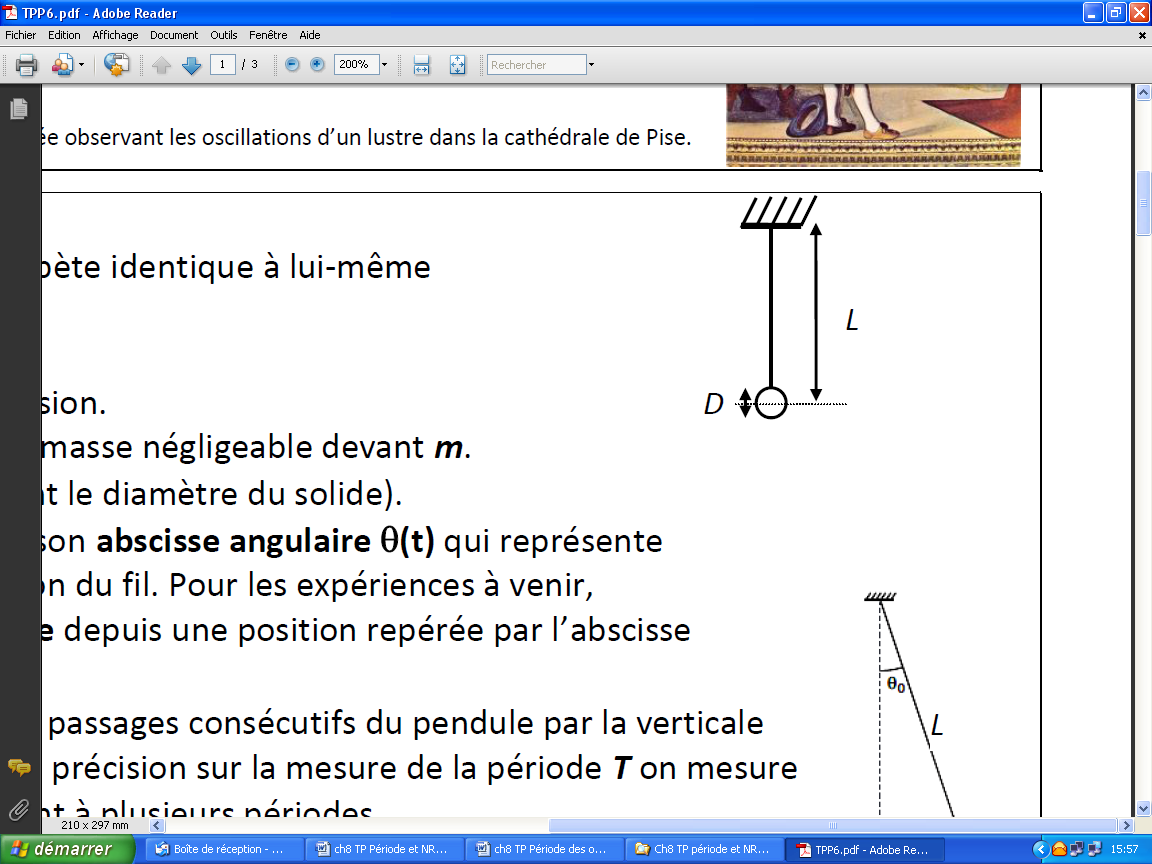 TPP6.pdf - Adobe Reader
Fichier Edition Affichage Document Outils Fenêtre Aide
1 / 3 200% Rechercher
ée observant les oscillations d'un lustre dans la cathédrale de Pise.
pète identique à lui-même
L
sion.
D
masse négligeable devant m.
nt le diamètre du solide).
son abscisse angulaire θ(t) qui représente
on du fil. Pour les expériences à venir,
e depuis une position repérée par l'abscisse
θ0
passages consécutifs du pendule par la verticale
L
précision sur la mesure de la période T on mesure
nt à plusieurs périodes
210 x 297 mm
démarrer Boîte de réception - ... ch8 TP Période et NR... ch8 TP Période des o... Ch8 TP période et NR... TPP6.pdf - Adobe Re... 15:57